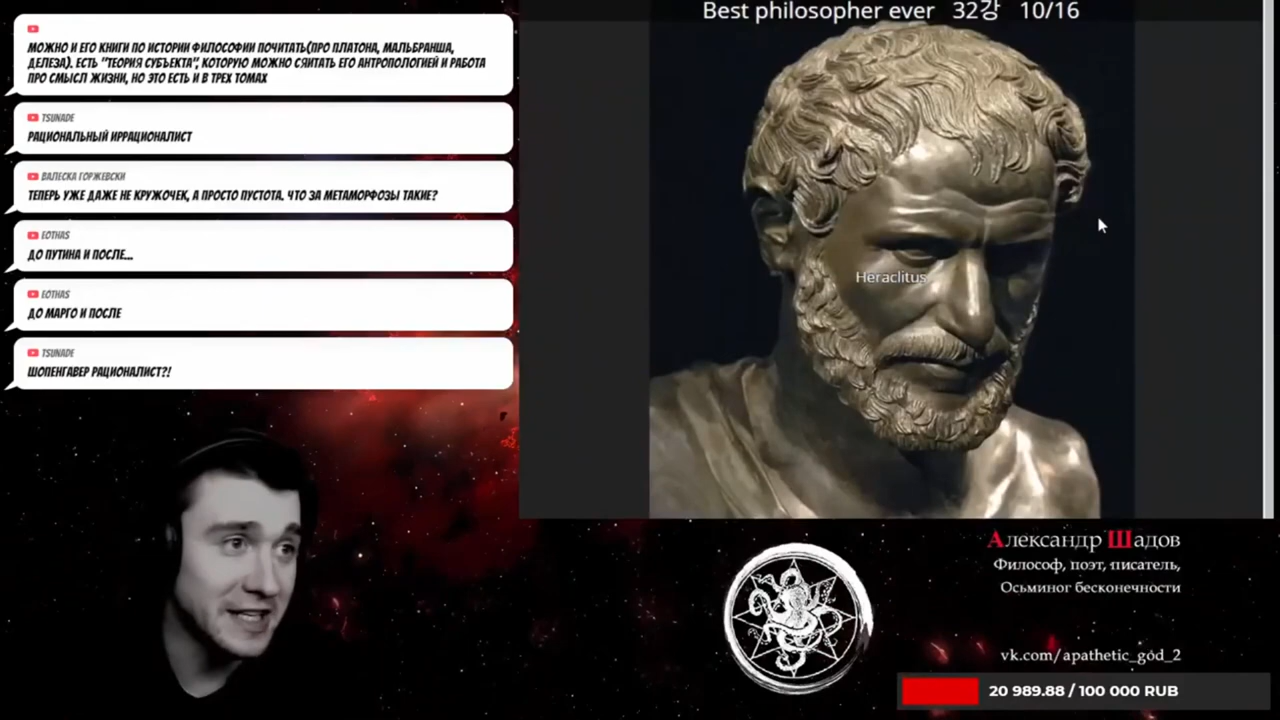 МОЖНО И ЕГО КНИГИ ПО ИСТОРИИ ФИЛОСОФИИ ПОЧИТАТЬ(ПРО ПЛАТОНА, МАЛЬБРАНША,
ДЕЛЕЗА). ЕСТЬ "ТЕОРИЯ СУБЪЕКТА", КОТОРУЮ МОЖНО СЯИТАТЬ ЕГО АНТРОПОЛОГИЕЙ И РАБОТА
ПРО СМЫСЛ ЖИЗНИ, НО ЭТО ЕСТЬ И В ТРЕХ ТОМАХ
TSUNADE
РАЦИОНАЛЬНЫЙ ИРРАЦИОНАЛИСТ
ВАЛЕСКА ГОРЖЕВСКИ
ТЕПЕРЬ УЖЕ ДАЖЕ НЕ КРУЖОЧЕК, А ПРОСТО ПУСТОТА. ЧТО ЗА МЕТАМОРФОЗЫ ТАКИЕ?
EOTHAS
ДО ПУТИНА И ПОСЛЕ...
EOTHAS
ДО МАРГО И ПОСЛЕ
TSUNADE
ШОПЕНГАВЕР РАЦИОНАЛИСТ?!
Best philosopher ever 32강 10/16
Heraclitus
Александр Шадов
Философ, поэт, писатель,
Осьминог бесконечности
vk.com/apathetic_god_2
20 989.88 / 100 000 RUB